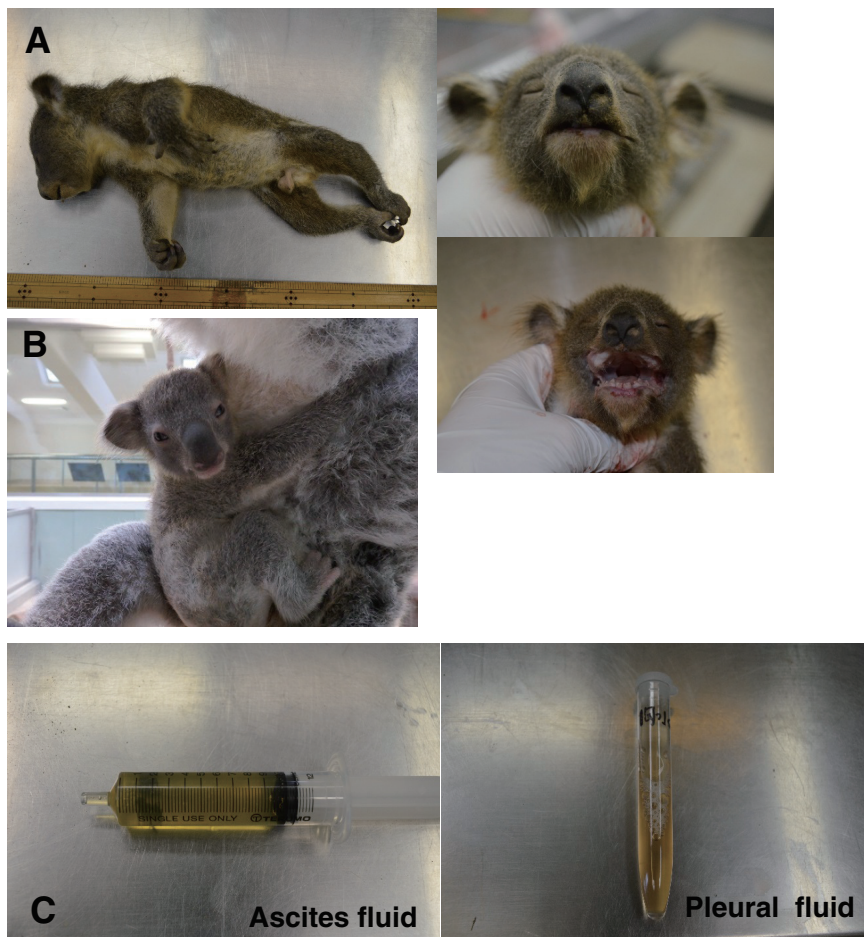 A
B
SINGLE USE ONLY TERUMO
C
Ascites fluid
Pleural fluid